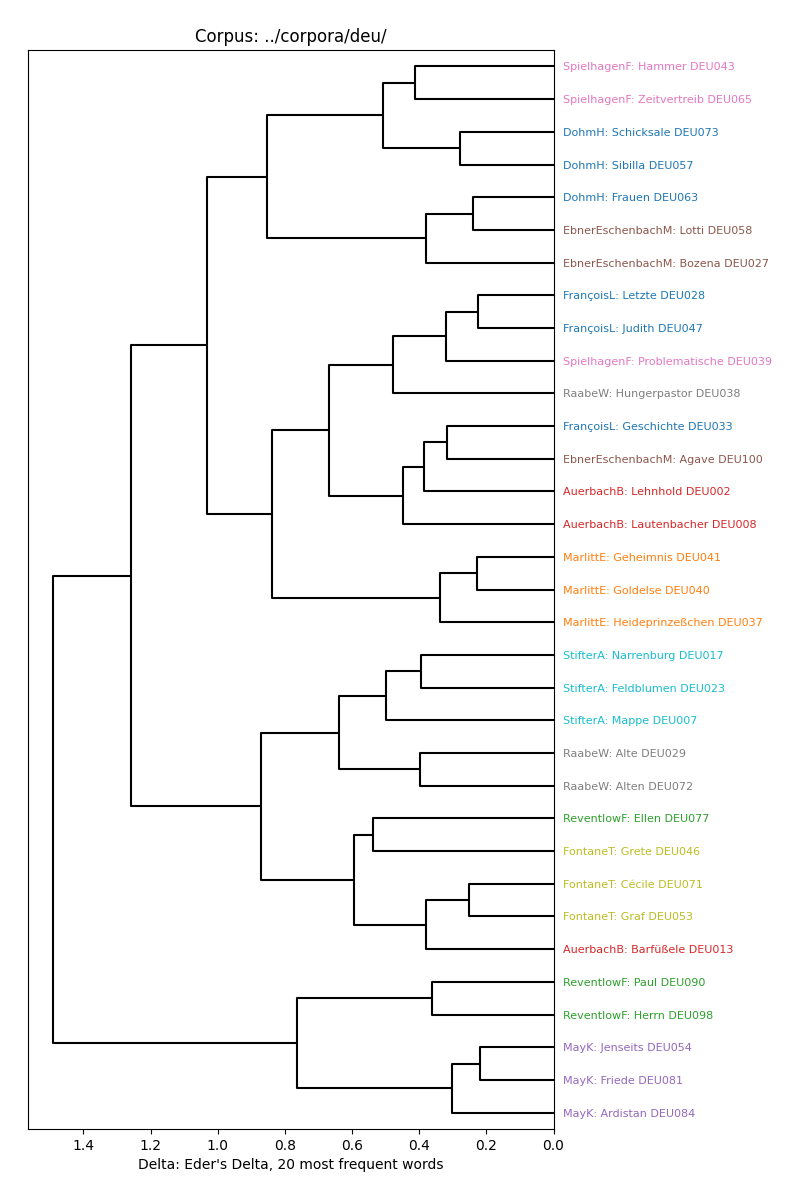 Corpus: ../corpora/deu/
SpielhagenF: Hammer DEU043
SpielhagenF: Zeitvertreib DEU065
DohmH: Schicksale DEU073
DohmH: Sibilla DEU057
DohmH: Frauen DEU063
EbnerEschenbachM: Lotti DEU058
EbnerEschenbachM: Bozena DEU027
FrançoisL: Letzte DEU028
FrançoisL: Judith DEU047
SpielhagenF: Problematische DEU039
RaabeW: Hungerpastor DEU038
FrançoisL: Geschichte DEU033
EbnerEschenbachM: Agave DEU100
AuerbachB: Lehnhold DEU002
AuerbachB: Lautenbacher DEU008
MarlittE: Geheimnis DEU041
MarlittE: Goldelse DEU040
MarlittE: Heideprinzeßchen DEU037
StifterA: Narrenburg DEU017
StifterA: Feldblumen DEU023
StifterA: Mappe DEU007
RaabeW: Alte DEU029
RaabeW: Alten DEU072
ReventlowF: Ellen DEU077
FontaneT: Grete DEU046
FontaneT: Cécile DEU071
FontaneT: Graf DEU053
AuerbachB: Barfüßele DEU013
ReventlowF: Paul DEU090
ReventlowF: Herrn DEU098
MayK: Jenseits DEU054
MayK: Friede DEU081
MayK: Ardistan DEU084
1.4 1.2 1.0 0.8 0.6 0.4 0.2 0.0
Delta: Eder's Delta, 20 most frequent words